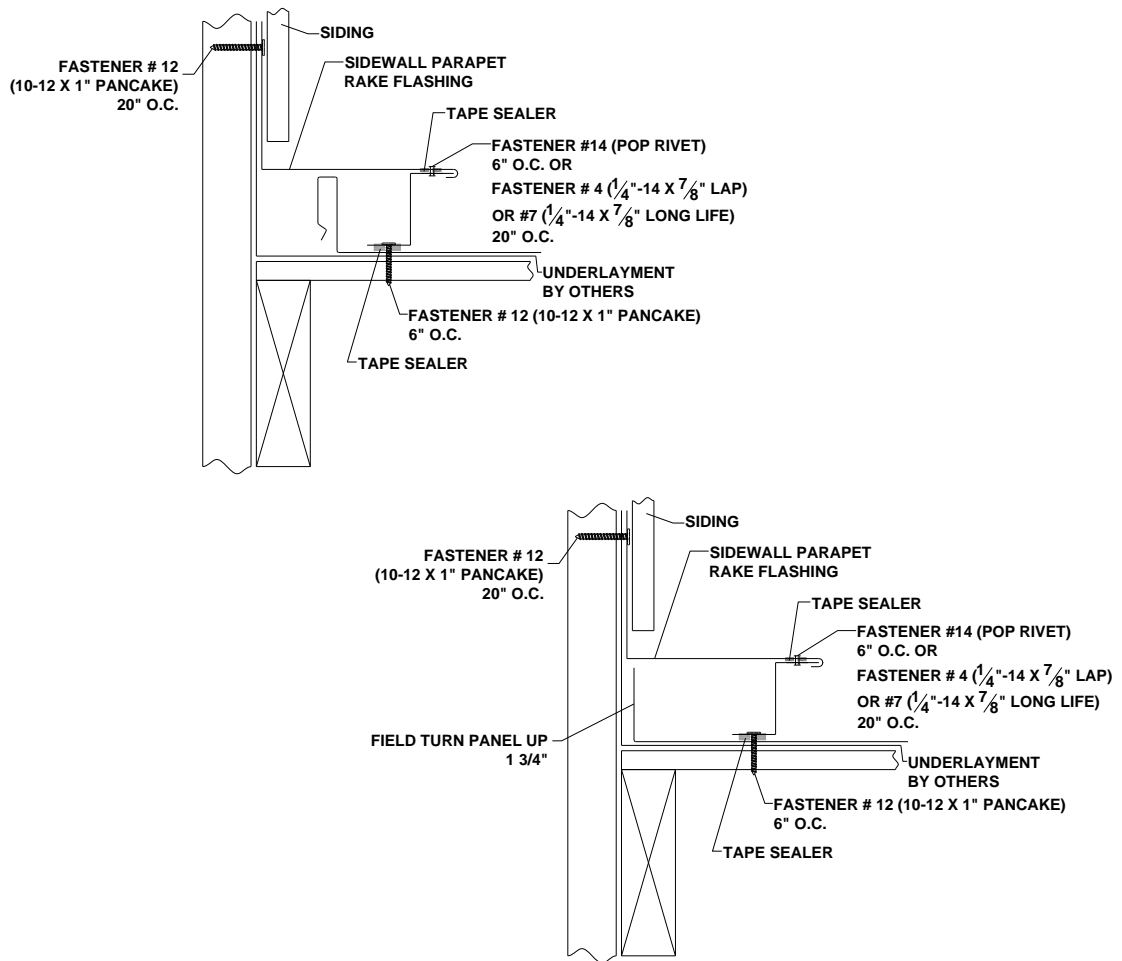 SIDING
FASTENER # 12
(10-12 X 1" PANCAKE)
20" O.C.
SIDEWALL PARAPET
RAKE FLASHING
TAPE SEALER
FASTENER #14 (POP RIVET)
6" O.C. OR
FASTENER # 4 (1/4"-14 X 7/8" LAP)
OR #7 (1/4"-14 X 7/8" LONG LIFE)
20" O.C.
UNDERLAYMENT
BY OTHERS
FASTENER # 12 (10-12 X 1" PANCAKE)
6" O.C.
TAPE SEALER
SIDING
FASTENER # 12
(10-12 X 1" PANCAKE)
20" O.C.
SIDEWALL PARAPET
RAKE FLASHING
TAPE SEALER
FASTENER #14 (POP RIVET)
6" O.C. OR
FASTENER # 4 (1/4"-14 X 7/8" LAP)
OR #7 (1/4"-14 X 7/8" LONG LIFE)
20" O.C.
FIELD TURN PANEL UP
1 3/4"
UNDERLAYMENT
BY OTHERS
FASTENER # 12 (10-12 X 1" PANCAKE)
6" O.C.
TAPE SEALER